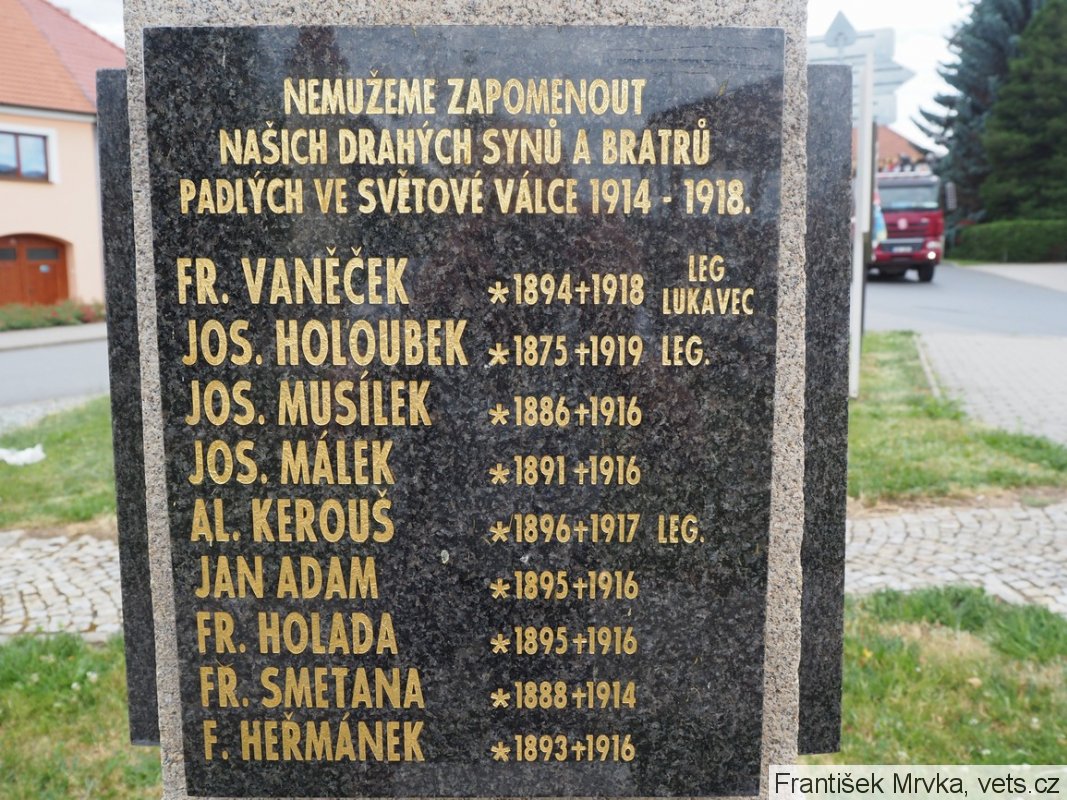 NEMUŽEME ZAPOMENOUT
NAŠICH DRAHÝCH SYNŮ A BRATRŮ
PADLÝCH VE SVĚTOVÉ VÁLCE 1914 - 1918.
FR. VANĚČEK *1894+1918 LEG LUKAVEC
JOS. HOLOUBEK *1875+1919 LEG.
JOS. MUSÍLEK *1886+1916
JOS. MÁLEK *1891+1916
AL. KEROUŠ *1896+1917 LEG.
JAN ADAM *1895+1916
FR. HOLADA *1895+1916
FR. SMETANA *1888+1914
F. HEŘMÁNEK *1893+1916
František Mrvka, vets.cz